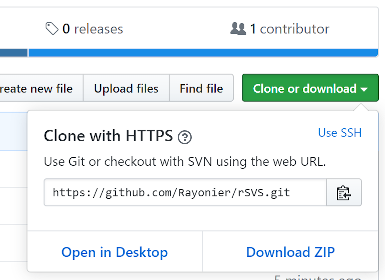 0 releases
1 contributor
reate new file
Upload files
Find file
Clone or download
Clone with HTTPS
Use SSH
Use Git or checkout with SVN using the web URL.
https://github.com/Rayonier/rSVS.git
Open in Desktop
Download ZIP
5 minutes ago